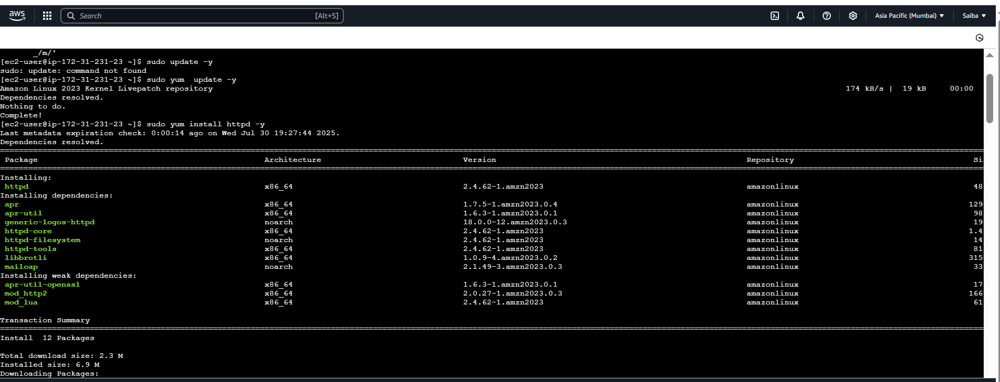 aws Search [Alt+S] Asia Pacific (Mumbai) Saiba
_/m/'
[ec2-user@ip-172-31-231-23 ~]$ sudo update -y
sudo: update: command not found
[ec2-user@ip-172-31-231-23 ~]$ sudo yum  update -y
Amazon Linux 2023 Kernel Livepatch repository 174 kB/s |  19 kB     00:00
Dependencies resolved.
Nothing to do.
Complete!
[ec2-user@ip-172-31-231-23 ~]$ sudo yum install httpd -y
Last metadata expiration check: 0:00:14 ago on Wed Jul 30 19:27:44 2025.
Dependencies resolved.
Package Architecture Version Repository Si
Installing:
httpd x86_64 2.4.62-1.amzn2023 amazonlinux 48
Installing dependencies:
apr x86_64 1.7.5-1.amzn2023.0.4 amazonlinux 129
apr-util x86_64 1.6.3-1.amzn2023.0.1 amazonlinux 98
generic-logos-httpd noarch 18.0.0-12.amzn2023.0.3 amazonlinux 19
httpd-core x86_64 2.4.62-1.amzn2023 amazonlinux 1.4
httpd-filesystem noarch 2.4.62-1.amzn2023 amazonlinux 14
httpd-tools x86_64 2.4.62-1.amzn2023 amazonlinux 81
libbrotli x86_64 1.0.9-4.amzn2023.0.2 amazonlinux 315
mailcap noarch 2.1.49-3.amzn2023.0.3 amazonlinux 33
Installing weak dependencies:
apr-util-openssl x86_64 1.6.3-1.amzn2023.0.1 amazonlinux 17
mod_http2 x86_64 2.0.27-1.amzn2023.0.3 amazonlinux 166
mod_lua x86_64 2.4.62-1.amzn2023 amazonlinux 61
Transaction Summary
Install  12 Packages
Total download size: 2.3 M
Installed size: 6.9 M
Downloading Packages: